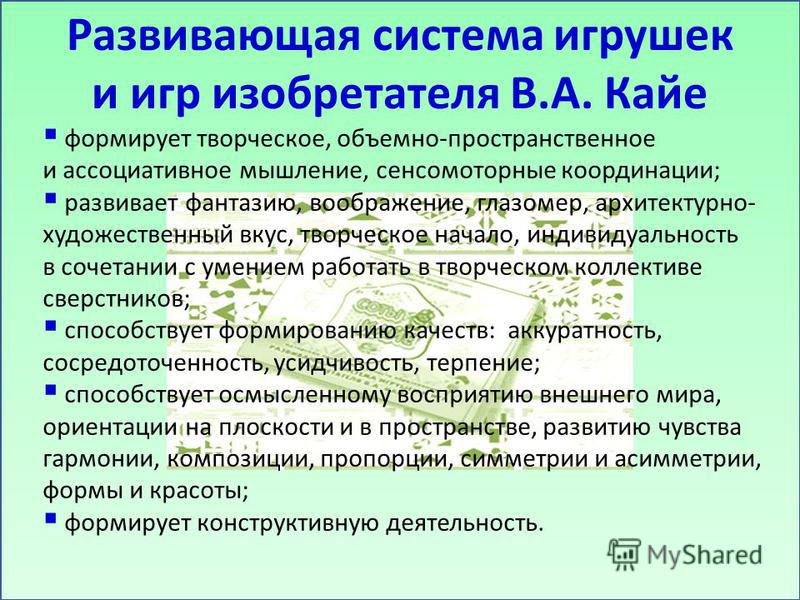 Развивающая система игрушек
и игр изобретателя В.А. Кайе
▪ формирует творческое, объемно-пространственное
и ассоциативное мышление, сенсомоторные координации;
▪ развивает фантазию, воображение, глазомер, архитектурно-
художественный вкус, творческое начало, индивидуальность
в сочетании с умением работать в творческом коллективе
сверстников;
▪ способствует формированию качеств: аккуратность,
сосредоточенность, усидчивость, терпение;
▪ способствует осмысленному восприятию внешнего мира,
ориентации на плоскости и в пространстве, развитию чувства
гармонии, композиции, пропорции, симметрии и асимметрии,
формы и красоты;
▪ формирует конструктивную деятельность.
СОТЫ
КАЙЕ
MyShared